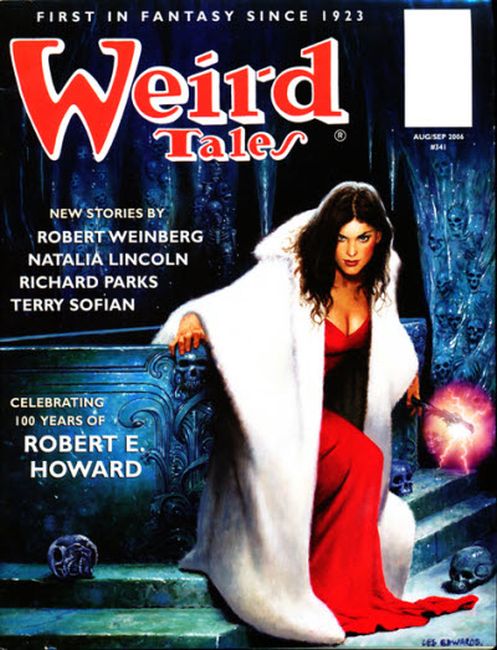 FIRST IN FANTASY SINCE 1923
Weird
Tales
®
AUG/SEP 2006
#341
NEW STORIES BY
ROBERT WEINBERG
NATALIA LINCOLN
RICHARD PARKS
TERRY SOFIAN
CELEBRATING
100 YEARS OF
ROBERT E.
HOWARD
LES EDWARDS.